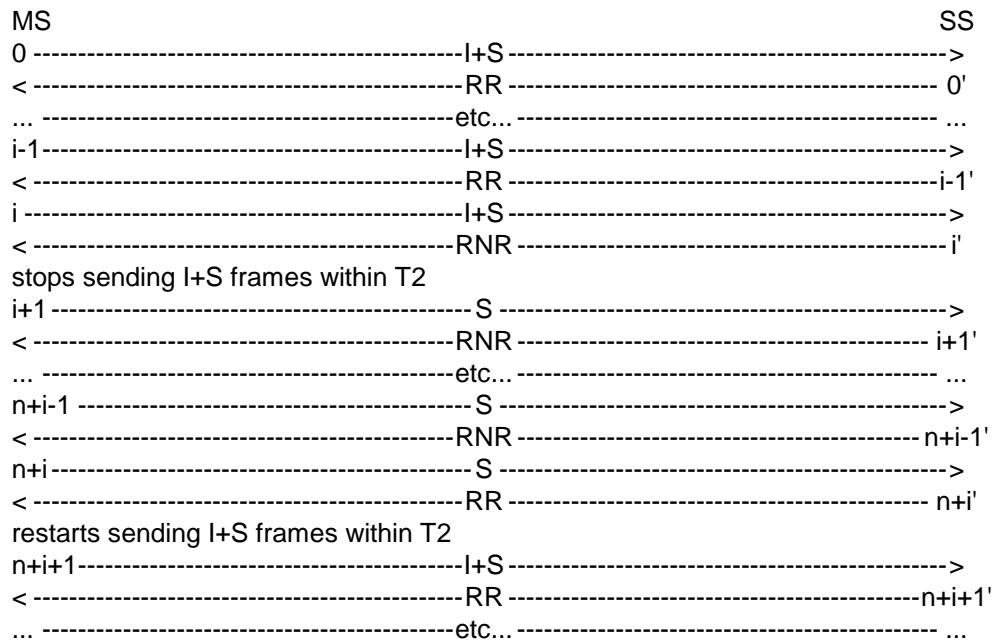 MS SS
0 -----------------------------------------------I+S------------------------------------------------>
< -----------------------------------------------RR ----------------------------------------------- 0'
... ---------------------------------------------etc... ---------------------------------------------- ...
i-1-----------------------------------------------I+S------------------------------------------------>
< -----------------------------------------------RR -----------------------------------------------i-1'
i ------------------------------------------------I+S------------------------------------------------>
< ----------------------------------------------RNR----------------------------------------------- i'
stops sending I+S frames within T2
i+1 ---------------------------------------------- S ------------------------------------------------->
< ----------------------------------------------RNR--------------------------------------------- i+1'
... ---------------------------------------------etc... ---------------------------------------------- ...
n+i-1 ------------------------------------------- S ------------------------------------------------->
< ----------------------------------------------RNR-------------------------------------------- n+i-1'
n+i ---------------------------------------------- S ------------------------------------------------->
< -----------------------------------------------RR ---------------------------------------------- n+i'
restarts sending I+S frames within T2
n+i+1-------------------------------------------I+S------------------------------------------------>
< -----------------------------------------------RR ---------------------------------------------n+i+1'
... ---------------------------------------------etc... ---------------------------------------------- ...